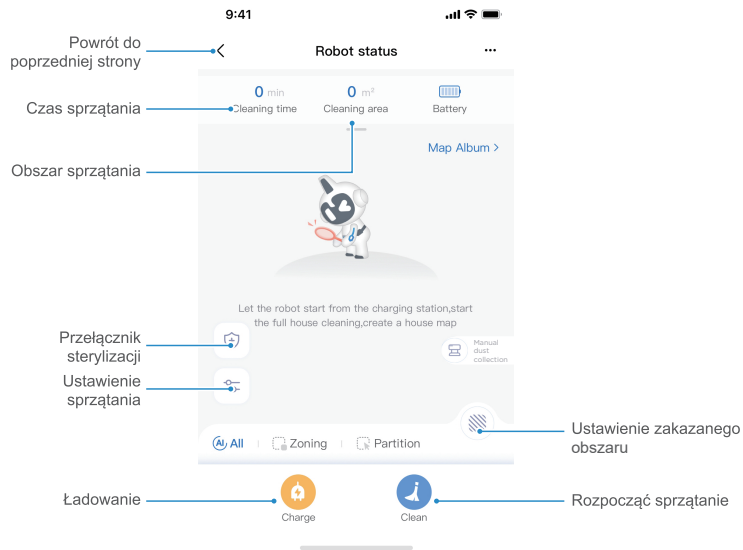 9:41
Powrót do
poprzedniej strony
Robot status
Czas sprzątania
0 min
0 m²
Cleaning time
Cleaning area
Battery
Obszar sprzątania
Map Album >
Let the robot start from the charging station,start
the full house cleaning,create a house map
Przełącznik
sterylizacji
Manual
dust
collection
Ustawienie
sprzątania
Ustawienie zakazanego
obszaru
AI All
Zoning
Partition
Ładowanie
Charge
Clean
Rozpocząć sprzątanie